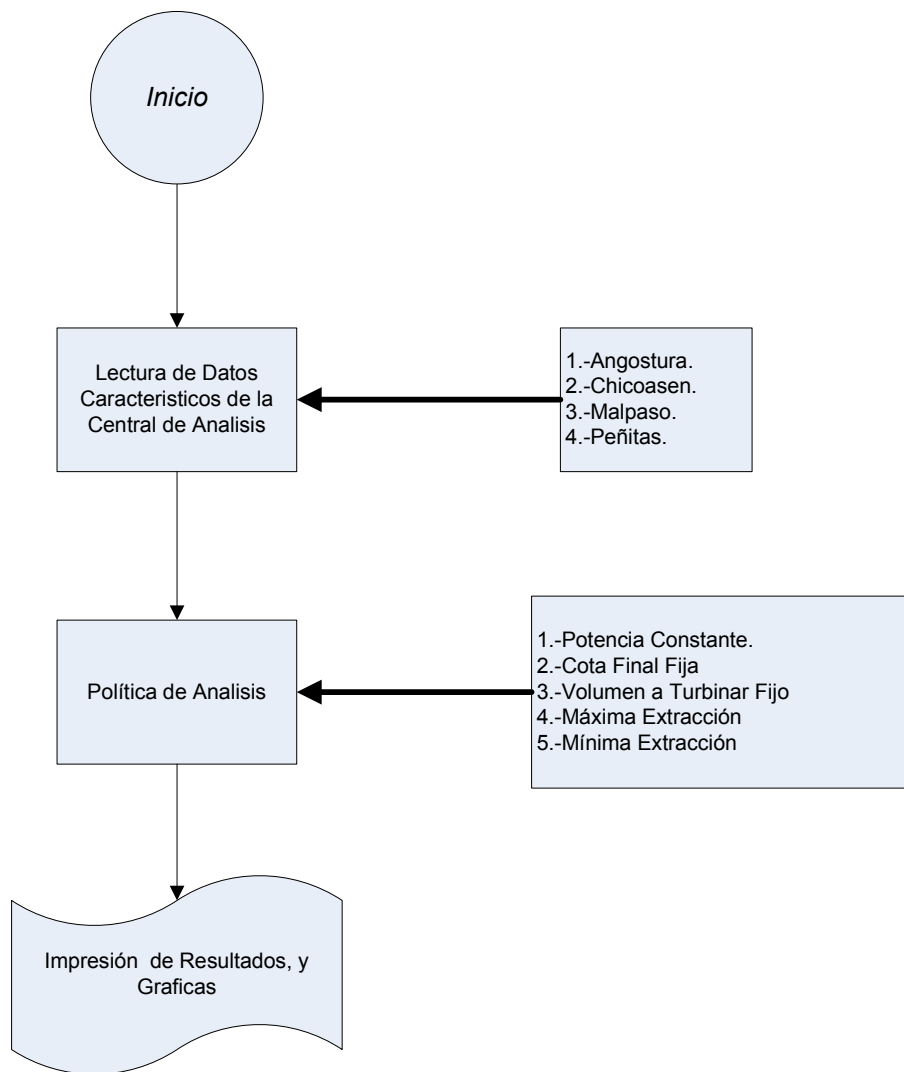 Inicio
Lectura de Datos
Caracteristicos de la
Central de Analisis
1.-Angostura.
2.-Chicoasen.
3.-Malpaso.
4.-Peñitas.
Política de Analisis
1.-Potencia Constante.
2.-Cota Final Fija
3.-Volumen a Turbinar Fijo
4.-Máxima Extracción
5.-Mínima Extracción
Impresión de Resultados, y
Graficas